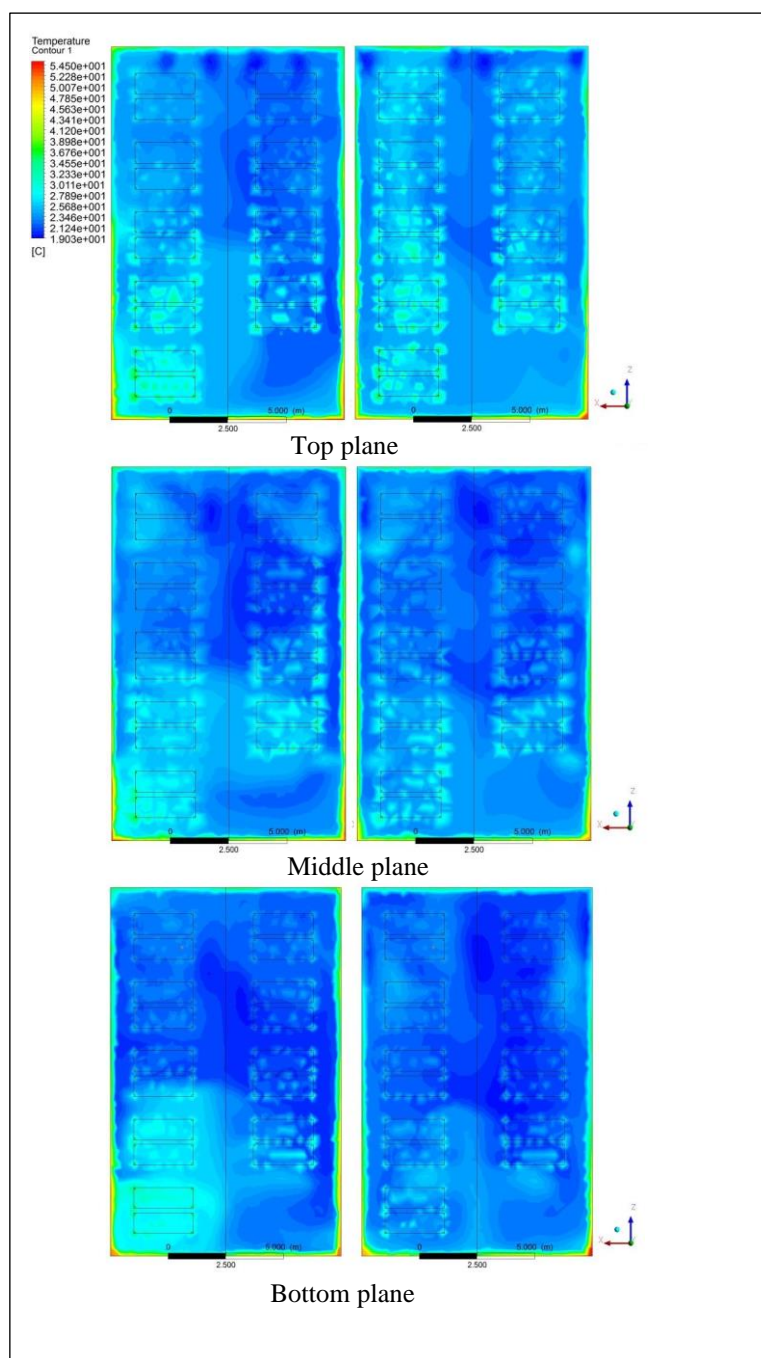 Temperature
Contour 1
5.450e+001
5.228e+001
5.007e+001
4.785e+001
4.563e+001
4.341e+001
4.120e+001
3.898e+001
3.676e+001
3.455e+001
3.233e+001
3.011e+001
2.789e+001
2.568e+001
2.346e+001
2.124e+001
1.903e+001
[C]
0 5.000 (m)
2.500
0 5.000 (m)
2.500
Z
X
Top plane
0 5.000 (m)
2.500
0 5.000 (m)
2.500
Z
X
Middle plane
0 5.000 (m)
2.500
0 5.000 (m)
2.500
Z
X
Bottom plane